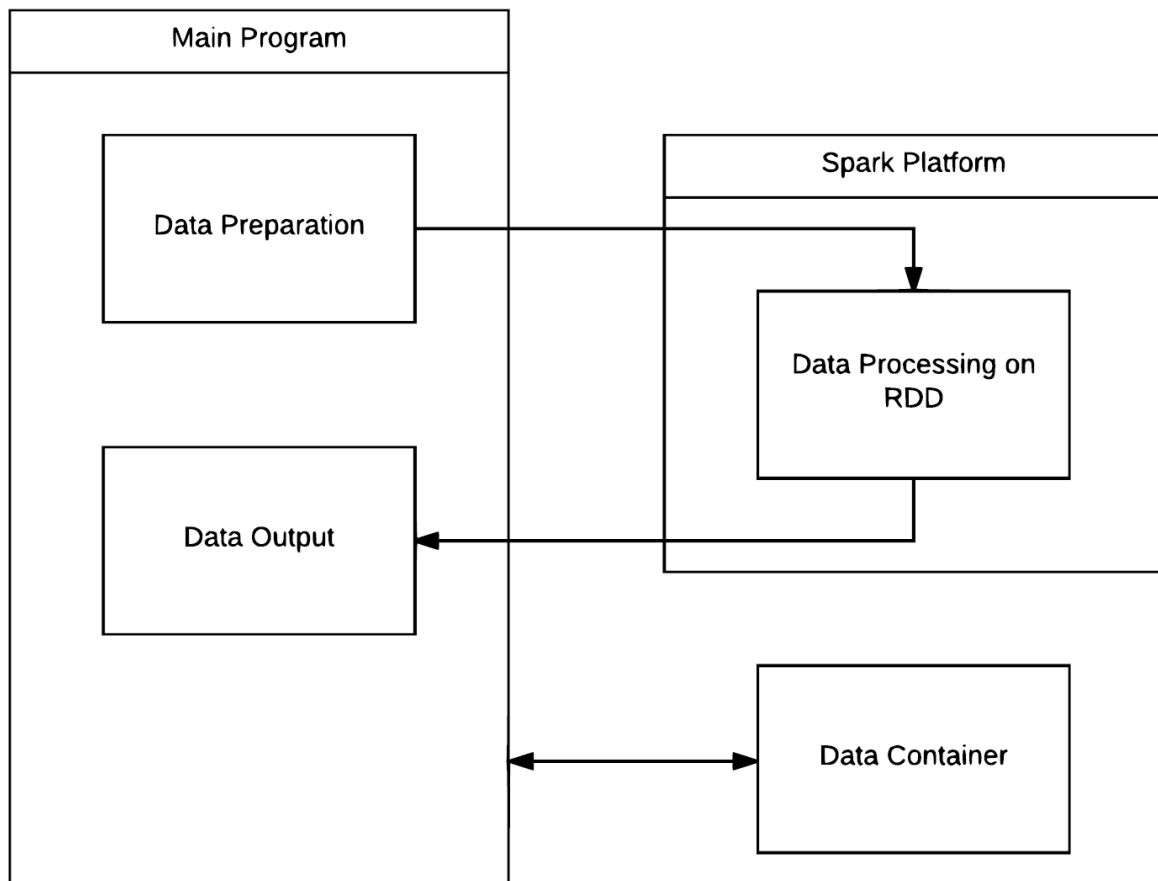 Main Program
Spark Platform
Data Preparation
Data Processing on
RDD
Data Output
Data Container